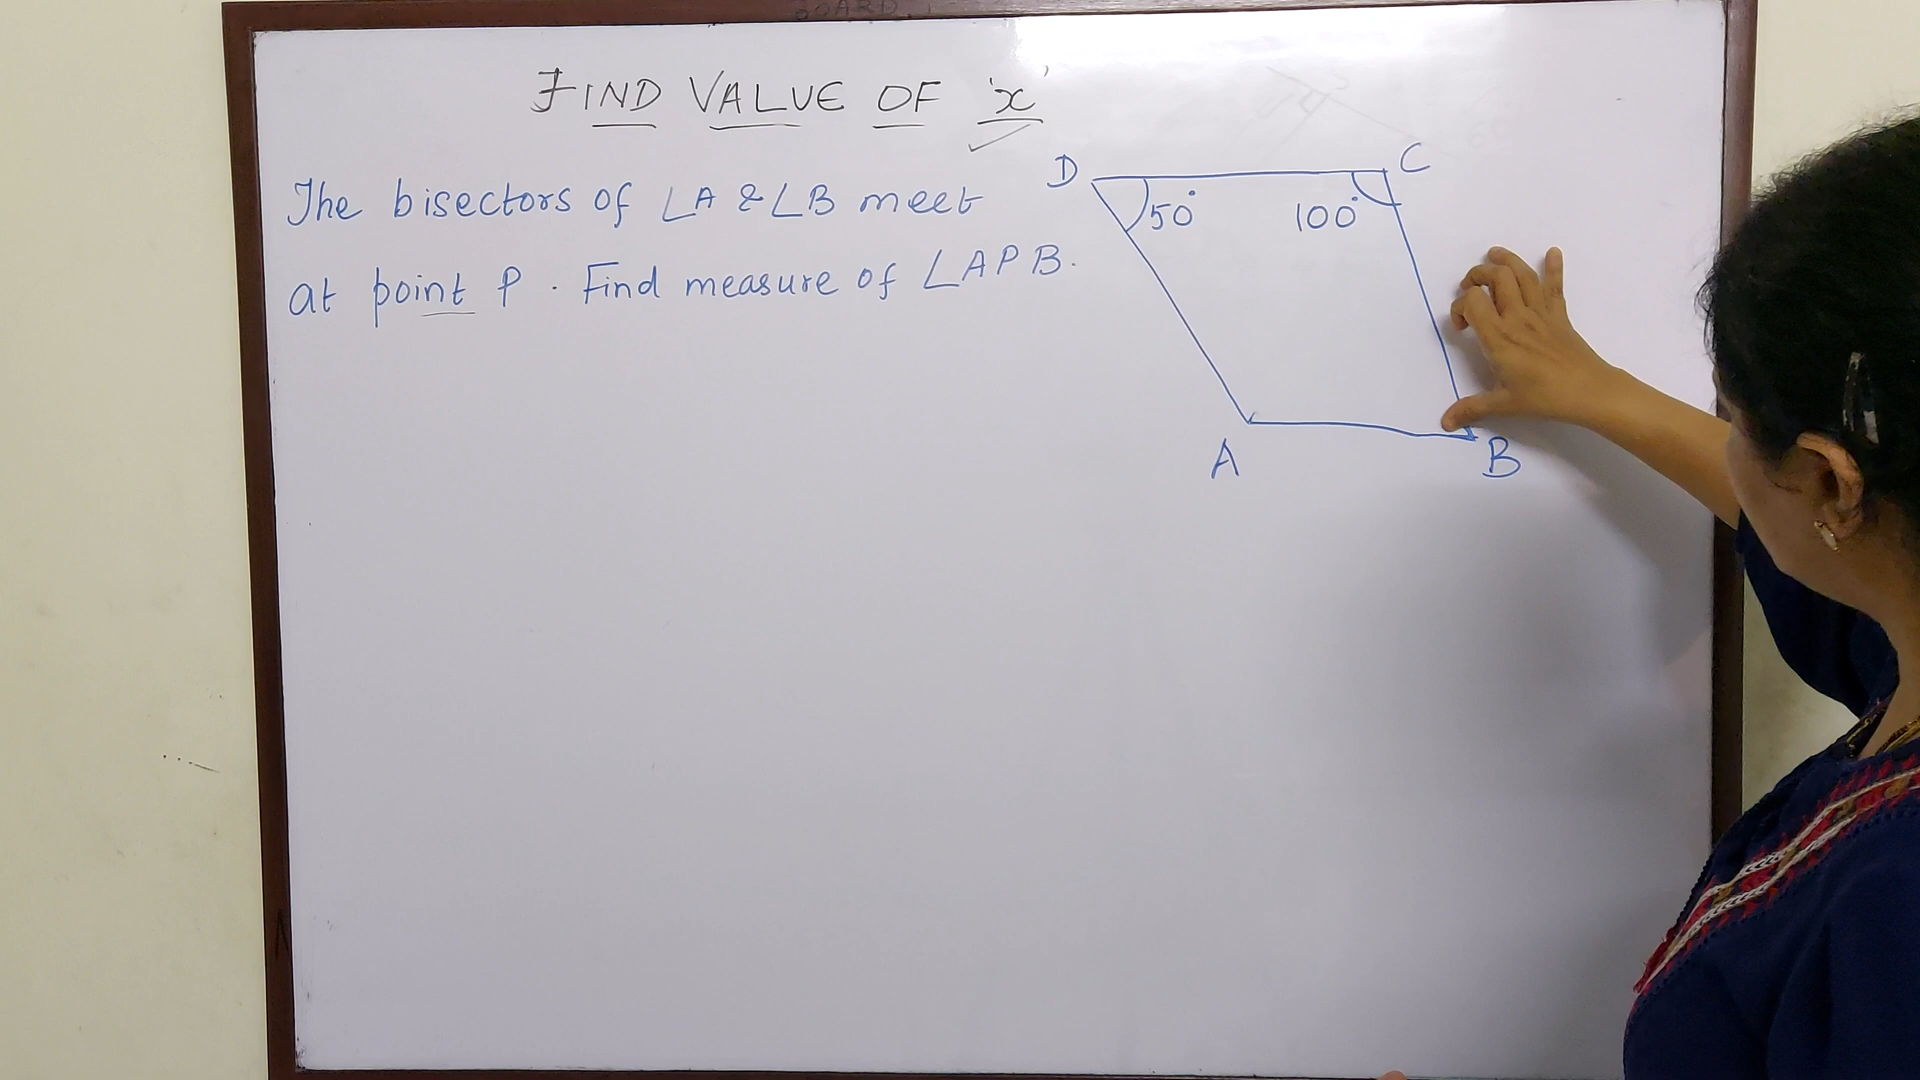 FIND VALUE OF 'x'
The bisectors of ∠A & ∠B meet
at point P. Find measure of ∠APB.
D C
50° 100°
A B